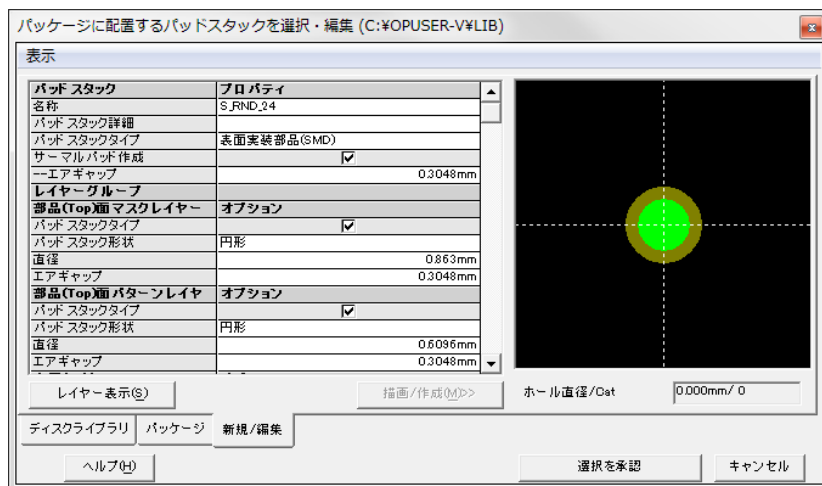 パッケージに配置するパッドスタックを選択・編集 (C:¥OPUSER-V¥LIB)
表示
パッド スタック プロパティ
名称 S_RND_24
パッド スタック詳細
パッド スタックタイプ 表面実装部品(SMD)
サーマルパッド作成
--エアギャップ 0.3048mm
レイヤーグループ
部品(Top)面 マスクレイヤー オプション
パッド スタックタイプ
パッド スタック形状 円形
直径 0.863mm
エアギャップ 0.3048mm
部品(Top)面 パターンレイヤ オプション
パッド スタックタイプ
パッド スタック形状 円形
直径 0.6096mm
エアギャップ 0.3048mm
レイヤー表示(S) 描画/作成(M)>> ホール直径/Cat 0.000mm/ 0
ディスクライブラリ パッケージ 新規/編集
ヘルプ(H) 選択を承認 キャンセル